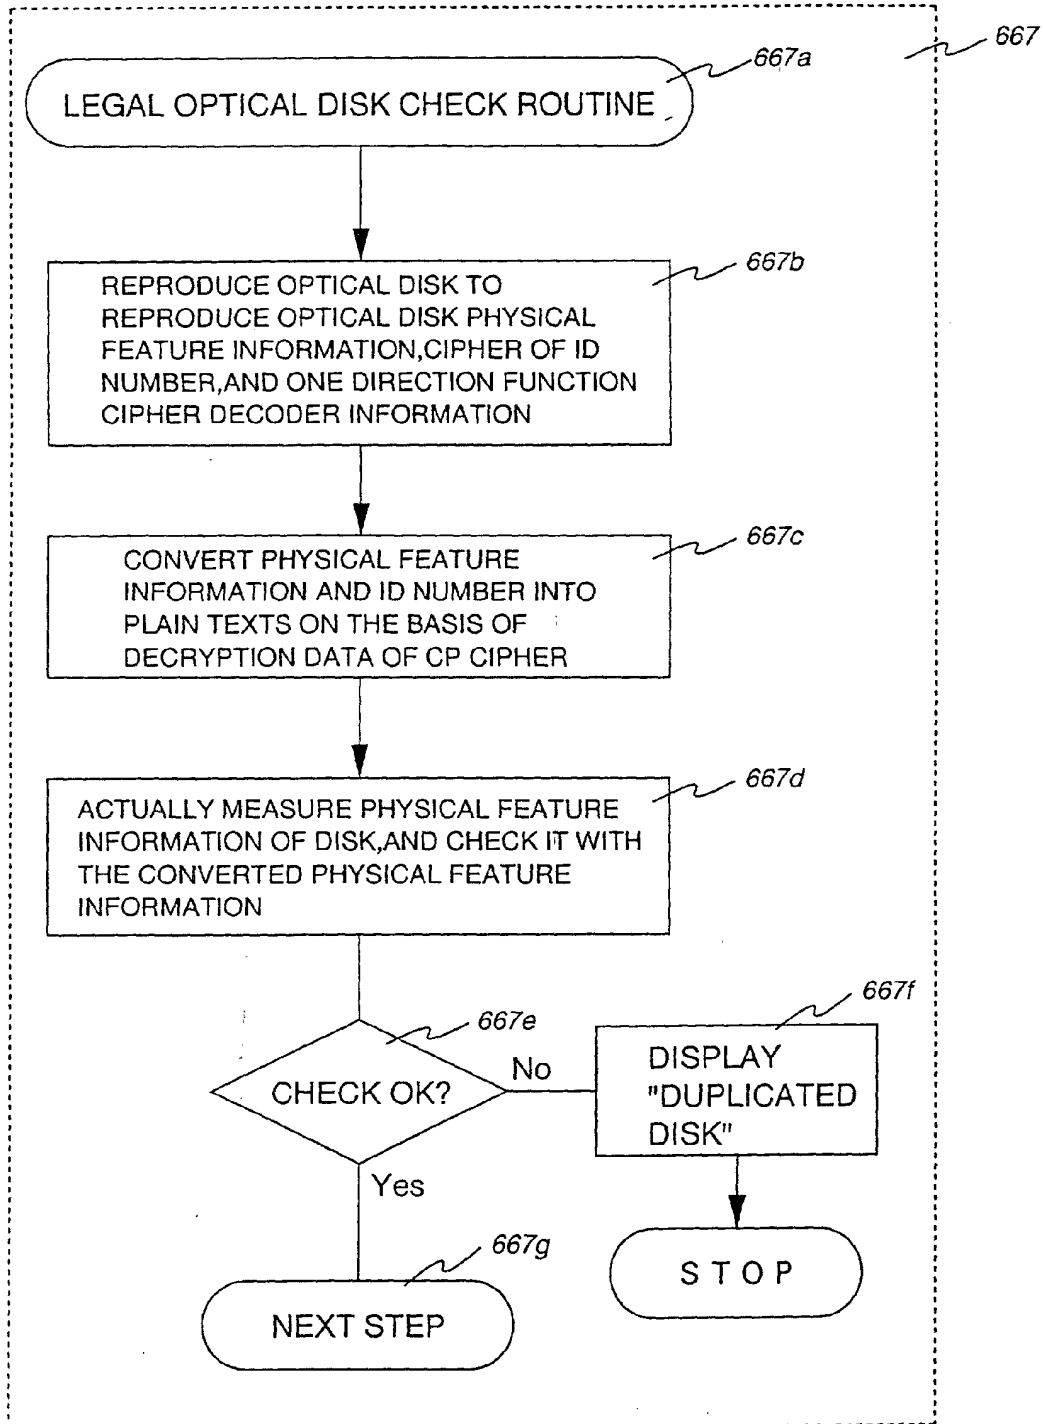 667
667a
LEGAL OPTICAL DISK CHECK ROUTINE
667b
REPRODUCE OPTICAL DISK TO
REPRODUCE OPTICAL DISK PHYSICAL
FEATURE INFORMATION,CIPHER OF ID
NUMBER,AND ONE DIRECTION FUNCTION
CIPHER DECODER INFORMATION
667c
CONVERT PHYSICAL FEATURE
INFORMATION AND ID NUMBER INTO
PLAIN TEXTS ON THE BASIS OF
DECRYPTION DATA OF CP CIPHER
667d
ACTUALLY MEASURE PHYSICAL FEATURE
INFORMATION OF DISK,AND CHECK IT WITH
THE CONVERTED PHYSICAL FEATURE
INFORMATION
667e
CHECK OK?
No
667f
DISPLAY
"DUPLICATED
DISK"
Yes
STOP
667g
NEXT STEP